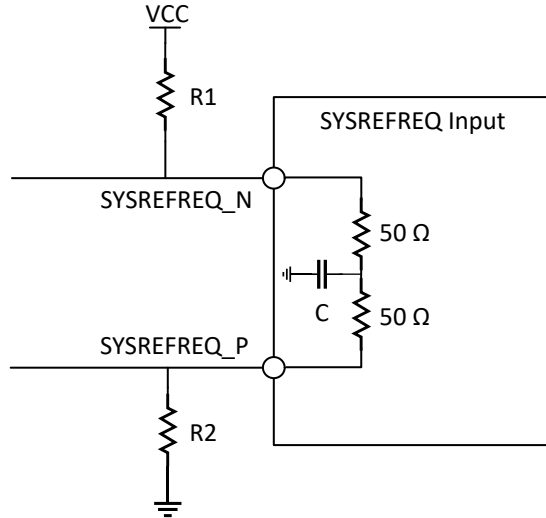 VCC
R1
SYSREFREQ Input
SYSREFREQ_N
50 Ω
C
50 Ω
SYSREFREQ_P
R2